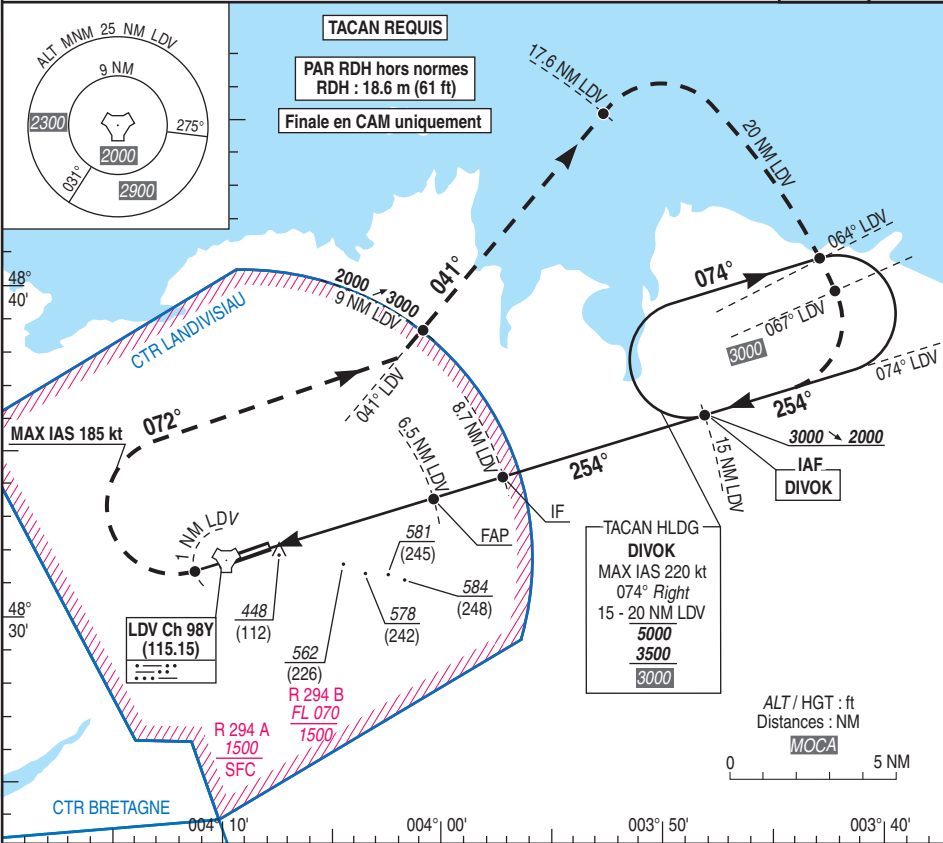 ALT MNM 25 NM LDV
9 NM
2300
275°
2000
031°
2900
TACAN REQUIS
PAR RDH hors normes
RDH : 18.6 m (61 ft)
Finale en CAM uniquement
17.6 NM LDV
20 NM LDV
064° LDV
074°
067° LDV
3000
074° LDV
254°
48°
40'
2000 → 3000
9 NM LDV
041°
CTR LANDIVISIAU
041° LDV
072°
MAX IAS 185 kt
6.5 NM LDV
8.7 NM LDV
254°
15 NM LDV
3000 → 2000
IAF
DIVOK
IF
FAP
1 NM LDV
TACAN HLDG
DIVOK
MAX IAS 220 kt
074° Right
15 - 20 NM LDV
5000
3500
3000
581
(245)
584
(248)
578
(242)
562
(226)
448
(112)
48°
30'
LDV Ch 98Y
(115.15)
R 294 B
FL 070
1500
R 294 A
1500
SFC
ALT / HGT : ft
Distances : NM
MOCA
0
5 NM
CTR BRETAGNE
004° 10'
004° 00'
003° 50'
003° 40'